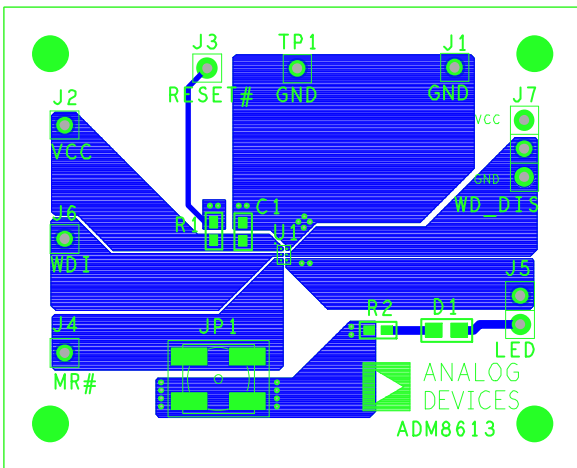 J3 TP1 J1
RESET# GND GND
J2 J7
VCC VCC
GND
C1 WD_DIS
R1
J6 U1
WDI J5
R2 D1
J4 JP1
LED
MR# ANALOG
DEVICES
ADM8613